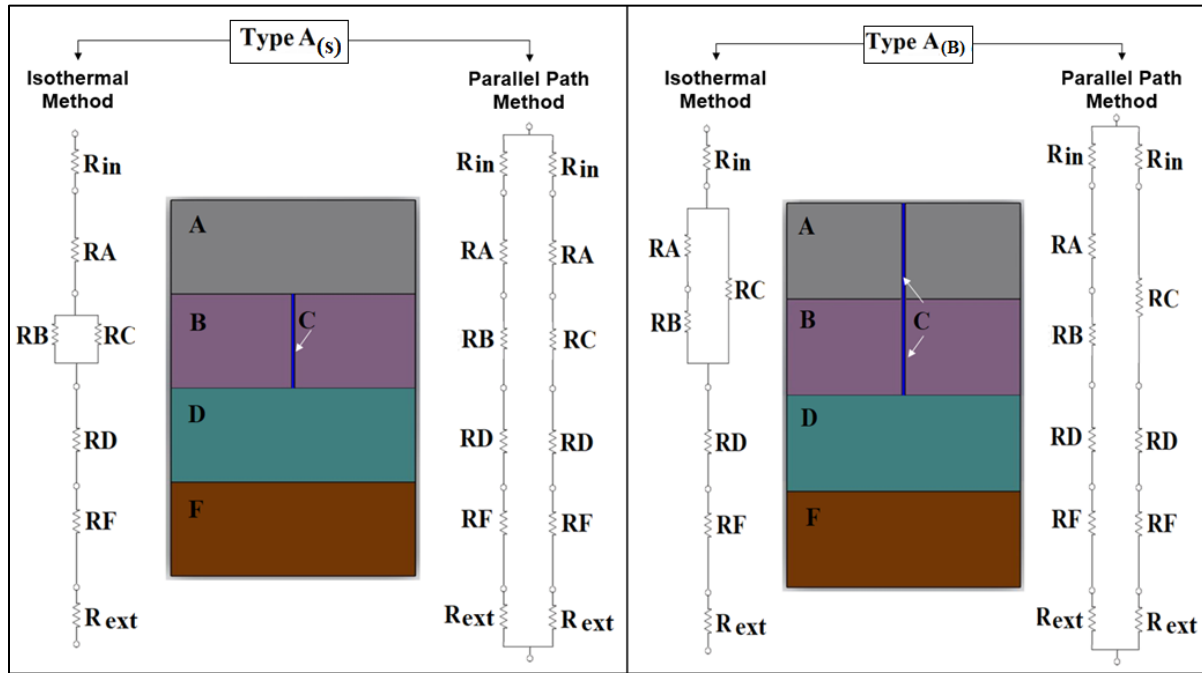 Type A(s)
Isothermal
Method
Parallel Path
Method
Rin
RA
RB
RC
RD
RF
Rext
A
B
C
D
F
Rin
Rin
RA
RA
RB
RC
RD
RD
RF
RF
Rext
Rext
Type A(B)
Isothermal
Method
Parallel Path
Method
Rin
RA
RC
RB
RD
RF
Rext
A
B
C
D
F
Rin
Rin
RA
RC
RB
RD
RD
RF
RF
Rext
Rext